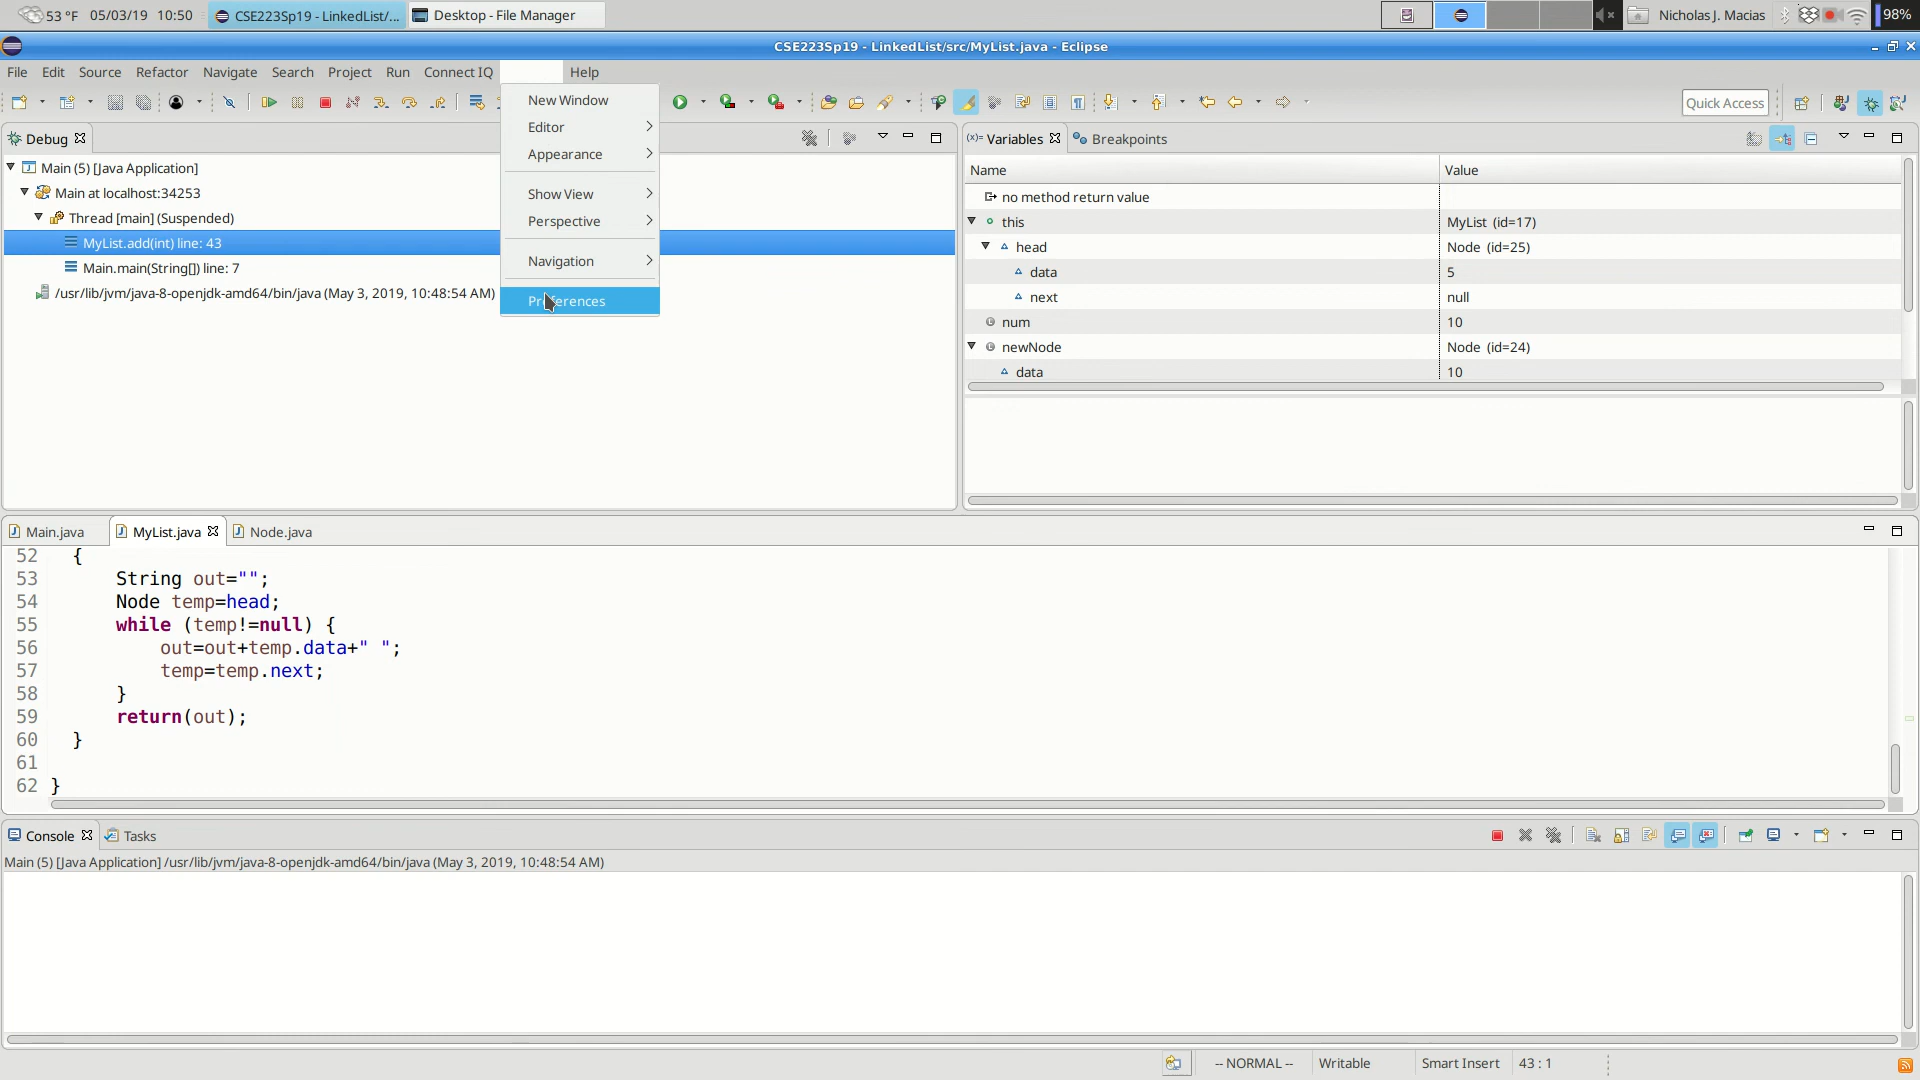 53 °F 05/03/19 10:50 CSE223Sp19 - LinkedList/... Desktop - File Manager Nicholas J. Macias 98%
CSE223Sp19 - LinkedList/src/MyList.java - Eclipse
File Edit Source Refactor Navigate Search Project Run Connect IQ Help
New Window
Editor
Appearance
Show View
Perspective
Navigation
Preferences
Quick Access
Debug
Main (5) [Java Application]
Main at localhost:34253
Thread [main] (Suspended)
MyList.add(int) line: 43
Main.main(String[]) line: 7
/usr/lib/jvm/java-8-openjdk-amd64/bin/java (May 3, 2019, 10:48:54 AM)
(x)= Variables Breakpoints
Name Value
no method return value
this MyList (id=17)
head Node (id=25)
data 5
next null
num 10
newNode Node (id=24)
data 10
Main.java MyList.java Node.java
52 {
53 String out="";
54 Node temp=head;
55 while (temp!=null) {
56 out=out+temp.data+" ";
57 temp=temp.next;
58 }
59 return(out);
60 }
61
62 }
Console Tasks
Main (5) [Java Application] /usr/lib/jvm/java-8-openjdk-amd64/bin/java (May 3, 2019, 10:48:54 AM)
-- NORMAL -- Writable Smart Insert 43 : 1